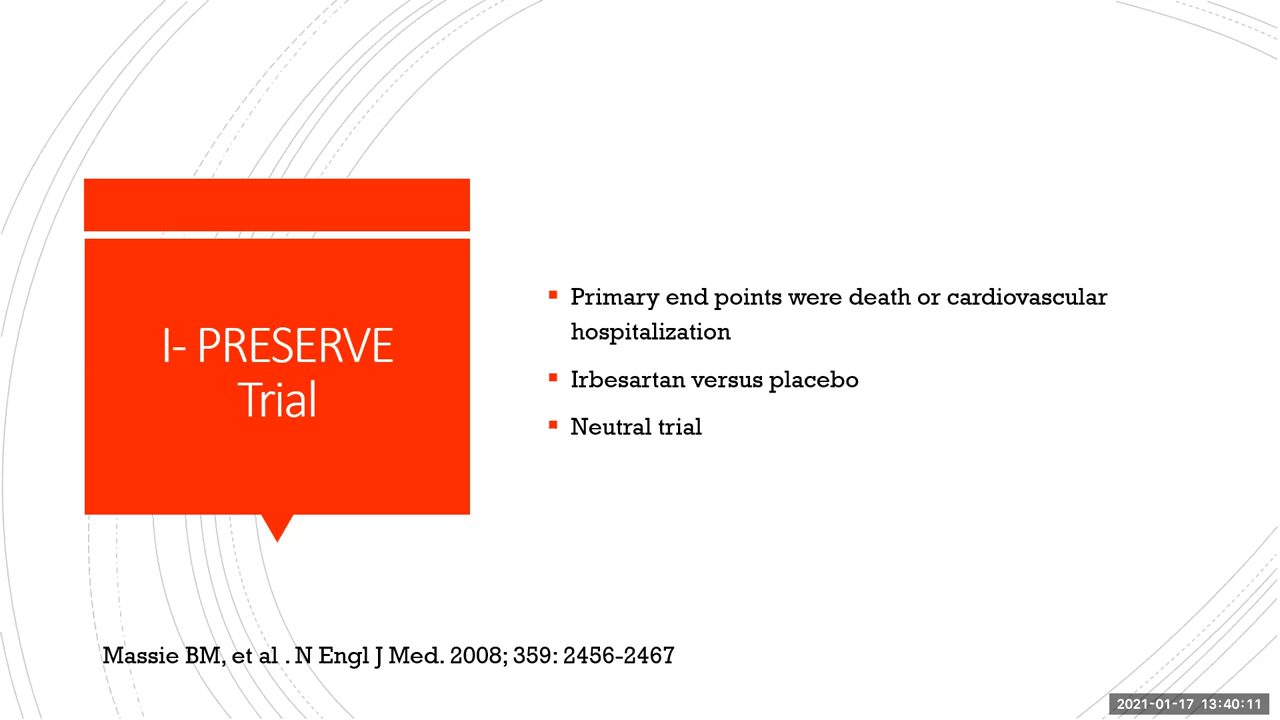 I- PRESERVE
Trial
Primary end points were death or cardiovascular
hospitalization
Irbesartan versus placebo
Neutral trial
Massie BM, et al . N Engl J Med. 2008; 359: 2456-2467
2021-01-17 13:40:11